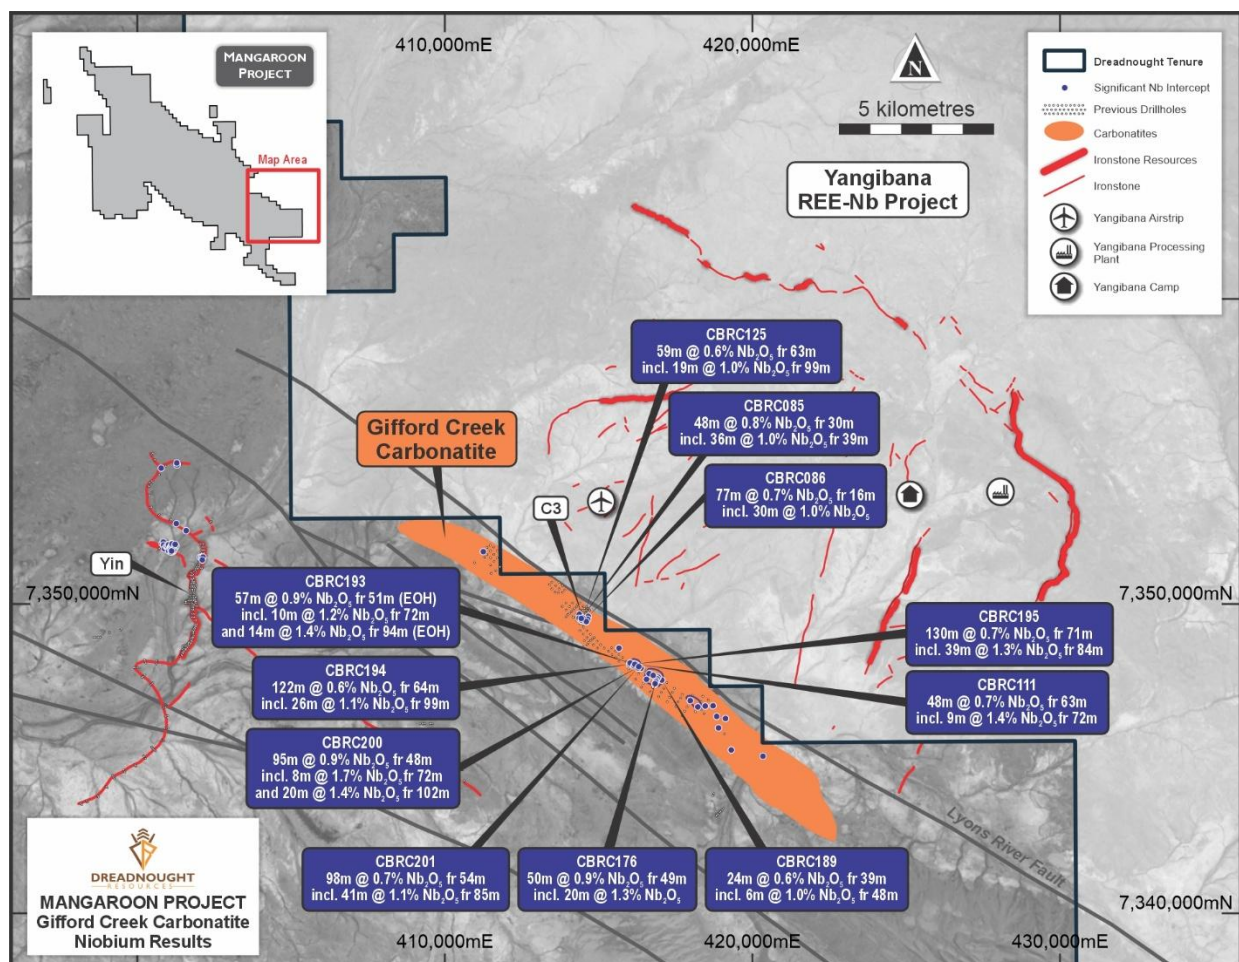 410,000mE
420,000mE
MANGAROON
PROJECT
Map Area
N
5 kilometres
Yangibana
REE-Nb Project
Dreadnought Tenure
Significant Nb Intercept
Previous Drillholes
Carbonatites
Ironstone Resources
Ironstone
Yangibana Airstrip
Yangibana Processing
Plant
Yangibana Camp
CBRC125
59m @ 0.6% Nb₂O₅ fr 63m
incl. 19m @ 1.0% Nb₂O₅ fr 99m
CBRC085
48m @ 0.8% Nb₂O₅ fr 30m
incl. 36m @ 1.0% Nb₂O₅ fr 39m
CBRC086
77m @ 0.7% Nb₂O₅ fr 16m
incl. 30m @ 1.0% Nb₂O₅
Gifford Creek
Carbonatite
C3
Yin
7,350,000mN
7,350,000mN
CBRC193
57m @ 0.9% Nb₂O₅ fr 51m (EOH)
incl. 10m @ 1.2% Nb₂O₅ fr 72m
and 14m @ 1.4% Nb₂O₅ fr 94m (EOH)
CBRC195
130m @ 0.7% Nb₂O₅ fr 71m
incl. 39m @ 1.3% Nb₂O₅ fr 84m
CBRC194
122m @ 0.6% Nb₂O₅ fr 64m
incl. 26m @ 1.1% Nb₂O₅ fr 99m
CBRC111
48m @ 0.7% Nb₂O₅ fr 63m
incl. 9m @ 1.4% Nb₂O₅ fr 72m
CBRC200
95m @ 0.9% Nb₂O₅ fr 48m
incl. 8m @ 1.7% Nb₂O₅ fr 72m
and 20m @ 1.4% Nb₂O₅ fr 102m
Lyons River Fault
CBRC201
98m @ 0.7% Nb₂O₅ fr 54m
incl. 41m @ 1.1% Nb₂O₅ fr 85m
CBRC176
50m @ 0.9% Nb₂O₅ fr 49m
incl. 20m @ 1.3% Nb₂O₅
CBRC189
24m @ 0.6% Nb₂O₅ fr 39m
incl. 6m @ 1.0% Nb₂O₅ fr 48m
DREADNOUGHT
RESOURCES
MANGAROON PROJECT
Gifford Creek Carbonatite
Niobium Results
7,340,000mN
410,000mE
420,000mE
430,000mE